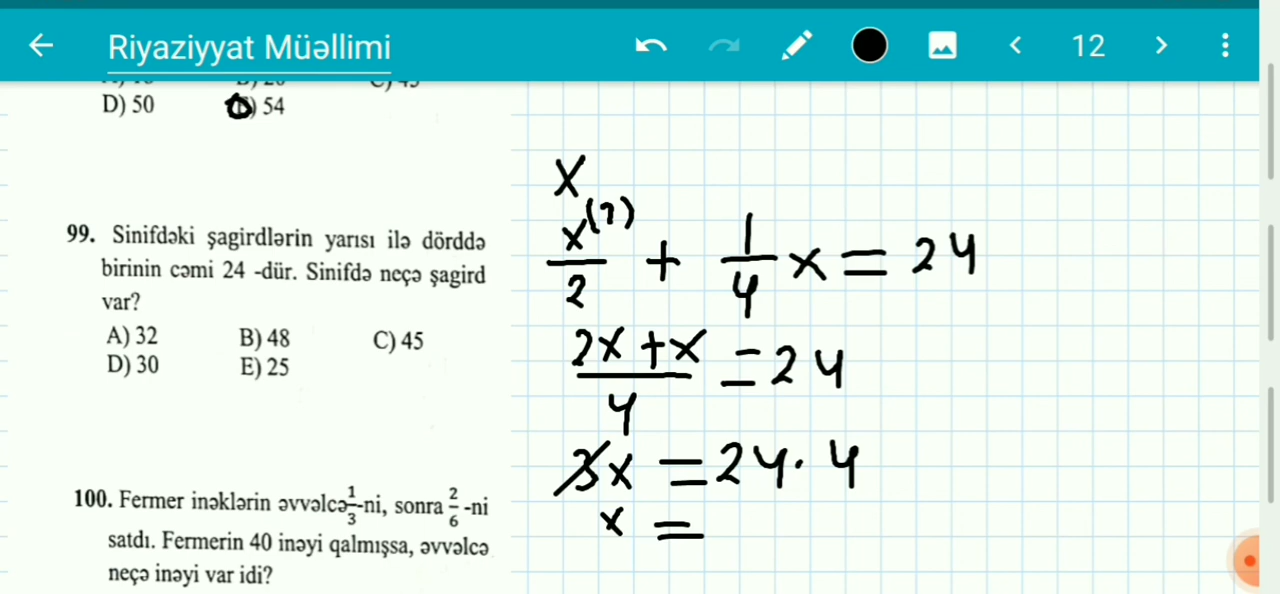 Riyaziyyat Müəllimi
12
D) 50 54
99. Sinifdəki şagirdlərin yarısı ilə dörddə
birinin cəmi 24 -dür. Sinifdə neçə şagird
var?
A) 32 B) 48 C) 45
D) 30 E) 25
100. Fermer inəklərin əvvəlcə 1/3 -ni, sonra 2/6 -ni
satdı. Fermerin 40 inəyi qalmışsa, əvvəlcə
neçə inəyi var idi?
x
x/2 + 1/4 x = 24
2x + x / 4 = 24
3x = 24 · 4
x =